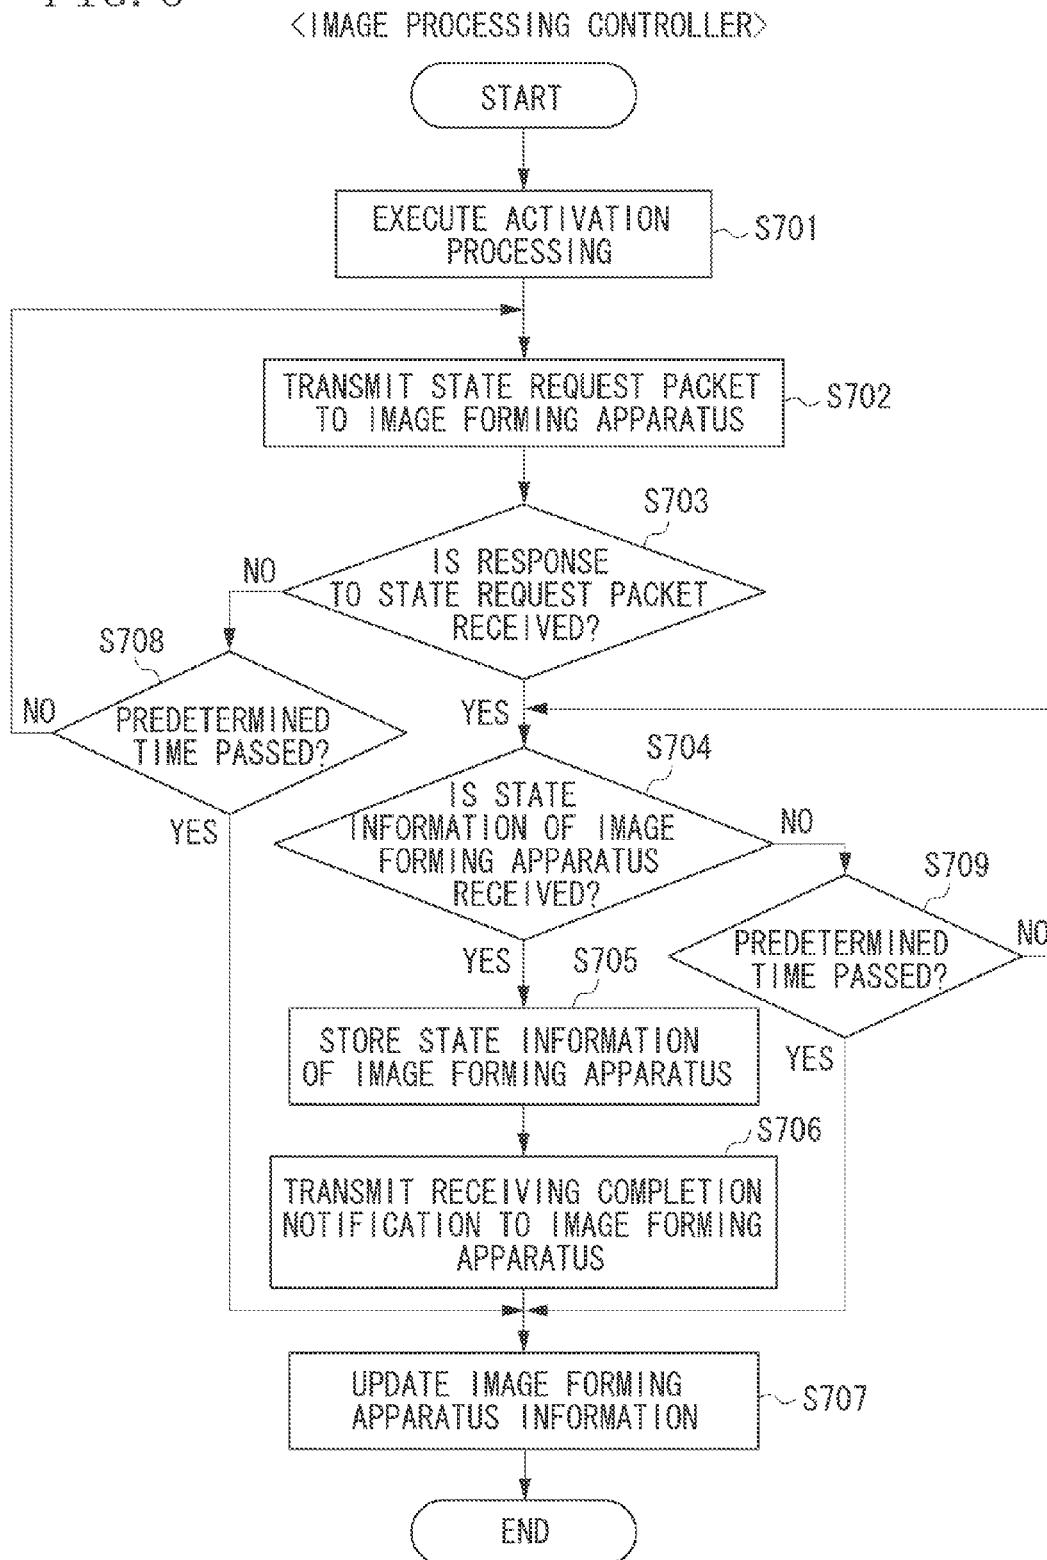 <IMAGE PROCESSING CONTROLLER>
START
EXECUTE ACTIVATION
PROCESSING
S701
TRANSMIT STATE REQUEST PACKET
TO IMAGE FORMING APPARATUS
S702
S703
IS RESPONSE
TO STATE REQUEST PACKET
RECEIVED?
NO
YES
S708
PREDETERMINED
TIME PASSED?
NO
YES
S704
IS STATE
INFORMATION OF IMAGE
FORMING APPARATUS
RECEIVED?
NO
YES
S709
PREDETERMINED
TIME PASSED?
NO
YES
S705
STORE STATE INFORMATION
OF IMAGE FORMING APPARATUS
S706
TRANSMIT RECEIVING COMPLETION
NOTIFICATION TO IMAGE FORMING
APPARATUS
UPDATE IMAGE FORMING
APPARATUS INFORMATION
S707
END